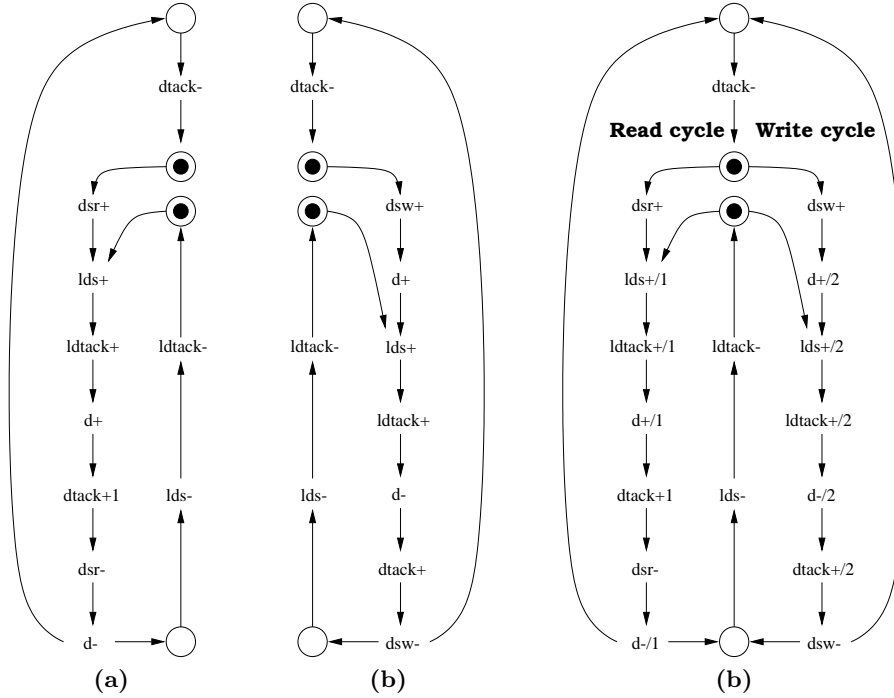 dtack-
dsr+
lds+
ldtack+
ldtack-
d+
dtack+1
lds-
dsr-
d-
(a)
dtack-
dsw+
d+
ldtack-
lds+
ldtack+
lds-
d-
dtack+
dsw-
(b)
dtack-
Read cycle
Write cycle
dsr+
dsw+
lds+/1
d+/2
ldtack+/1
ldtack-
lds+/2
d+/1
ldtack+/2
dtack+1
lds-
d-/2
dsr-
dtack+/2
d-/1
dsw-
(b)